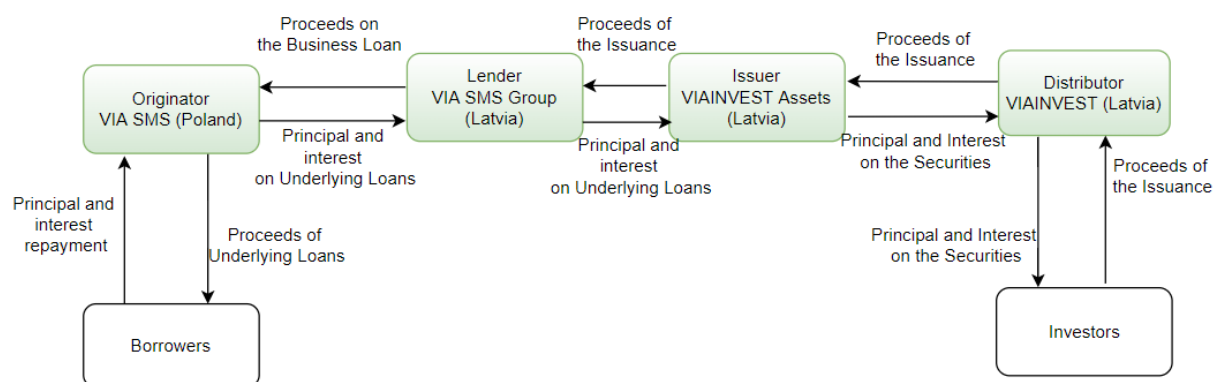 Proceeds on
the Business Loan
Proceeds of
the Issuance
Proceeds of
the Issuance
Originator
VIA SMS (Poland)
Lender
VIA SMS Group
(Latvia)
Issuer
VIAINVEST Assets
(Latvia)
Distributor
VIAINVEST (Latvia)
Principal and
interest
on Underlying Loans
Principal and
interest
on Underlying Loans
Principal and Interest
on the Securities
Proceeds
of the Issuance
Principal and
interest
repayment
Proceeds of
Underlying Loans
Principal and Interest
on the Securities
Borrowers
Investors